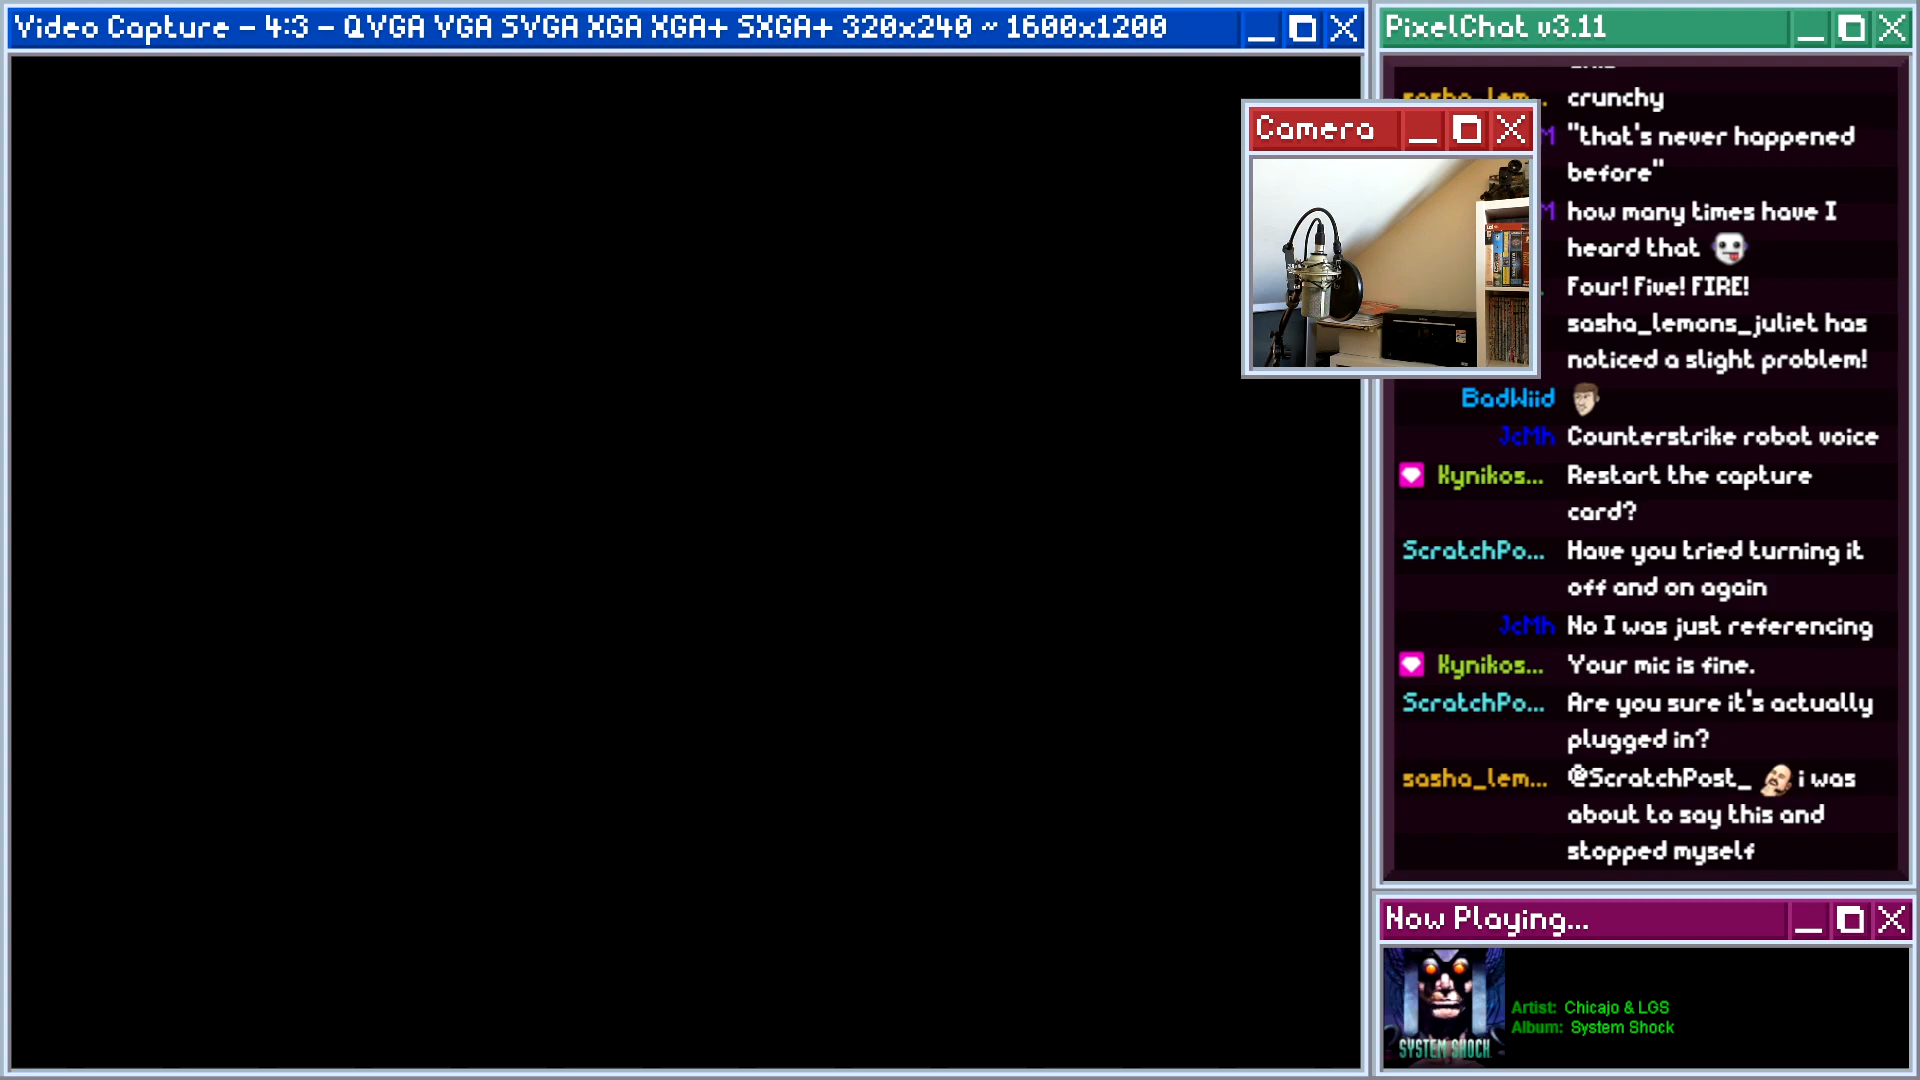 Video Capture - 4:3 - QVGA VGA SVGA XGA XGA+ SXGA+ 320x240 ~ 1600x1200
PixelChat v3.11
crunchy
Camera
"that's never happened
before"
how many times have I
heard that
Four! Five! FIRE!
sasha_lemons_juliet has
noticed a slight problem!
BadWiid
JcMh Counterstrike robot voice
Kynikos... Restart the capture
card?
ScratchPo... Have you tried turning it
off and on again
JcMh No I was just referencing
Kynikos... Your mic is fine.
ScratchPo... Are you sure it's actually
plugged in?
sasha_lem... @ScratchPost_ i was
about to say this and
stopped myself
Now Playing...
Artist: Chicajo & LGS
Album: System Shock
SYSTEM SHOCK